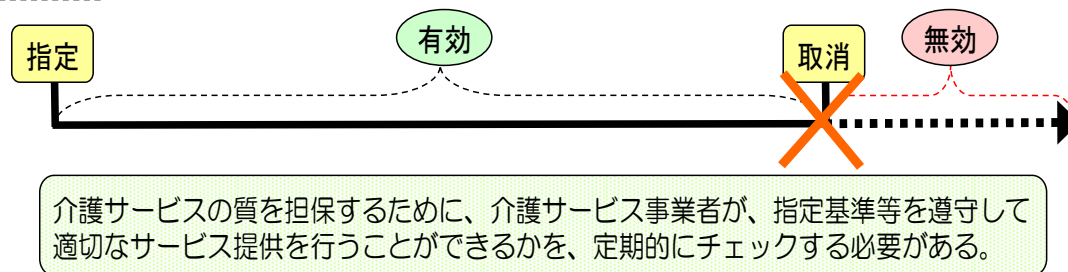 指定
有効
取消
無効
介護サービスの質を担保するために、介護サービス事業者が、指定基準等を遵守して
適切なサービス提供を行うことができるかを、定期的にチェックする必要がある。